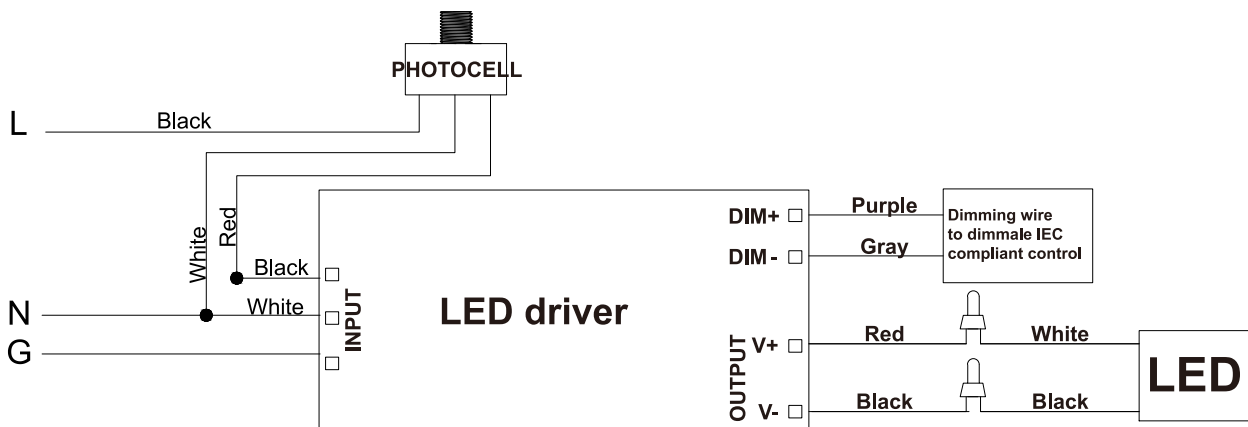 PHOTOCELL
L
Black
White
Red
Black
White
N
G
INPUT
LED driver
DIM+
DIM-
Purple
Gray
Dimming wire
to dimmale IEC
compliant control
OUTPUT
V+
V-
Red
White
Black
Black
LED